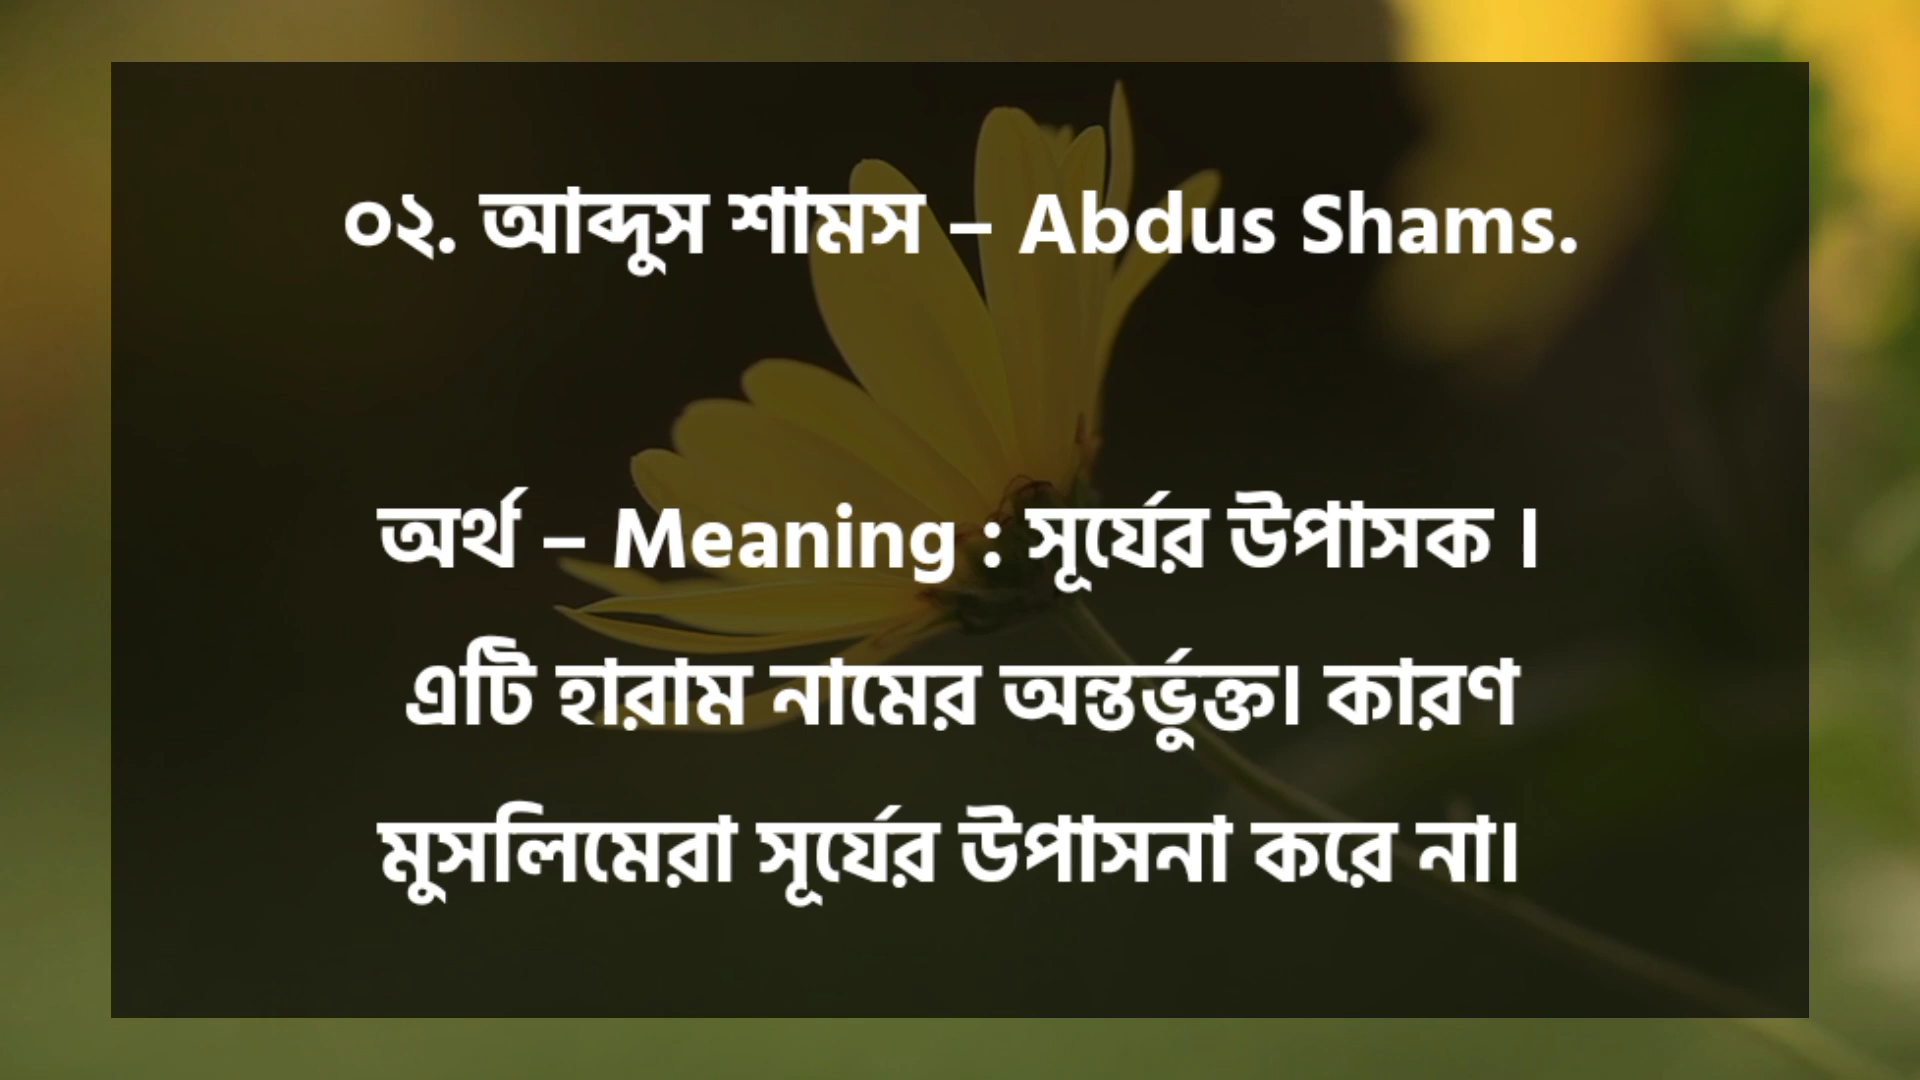 ০২. আব্দুস শামস – Abdus Shams.
অর্থ – Meaning : সূর্যের উপাসক ।
এটি হারাম নামের অন্তর্ভুক্ত। কারণ
মুসলিমেরা সূর্যের উপাসনা করে না।